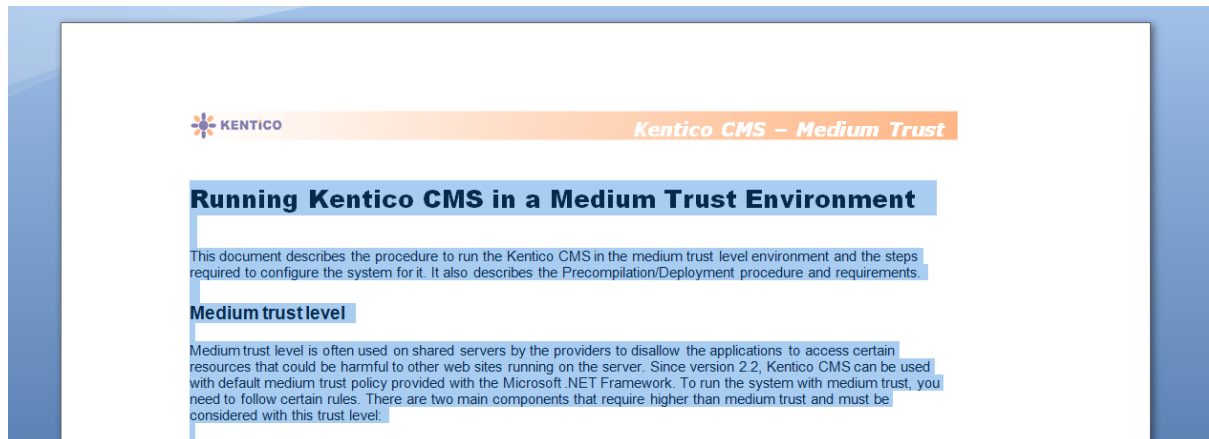 KENTICO
Kentico CMS – Medium Trust
Running Kentico CMS in a Medium Trust Environment
This document describes the procedure to run the Kentico CMS in the medium trust level environment and the steps
required to configure the system for it. It also describes the Precompilation/Deployment procedure and requirements.
Medium trust level
Medium trust level is often used on shared servers by the providers to disallow the applications to access certain
resources that could be harmful to other web sites running on the server. Since version 2.2, Kentico CMS can be used
with default medium trust policy provided with the Microsoft .NET Framework. To run the system with medium trust, you
need to follow certain rules. There are two main components that require higher than medium trust and must be
considered with this trust level: